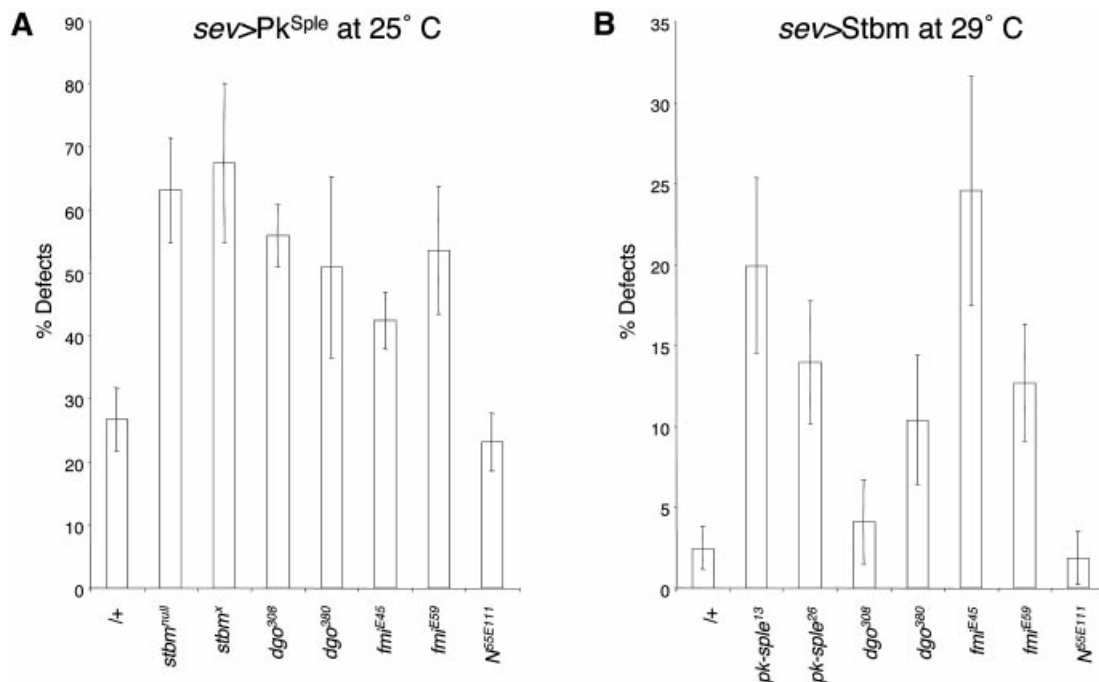 A
sev>Pk^Sple at 25° C
90
80
70
60
50
40
30
20
10
0
% Defects
/+
stbm^null
stbm^x
dgo^308
dgo^380
fmi^E45
fmi^E59
N^55E111
B
sev>Stbm at 29° C
35
30
25
20
15
10
5
0
% Defects
/+
pk-sple^13
pk-sple^26
dgo^308
dgo^380
fmi^E45
fmi^E59
N^55E111